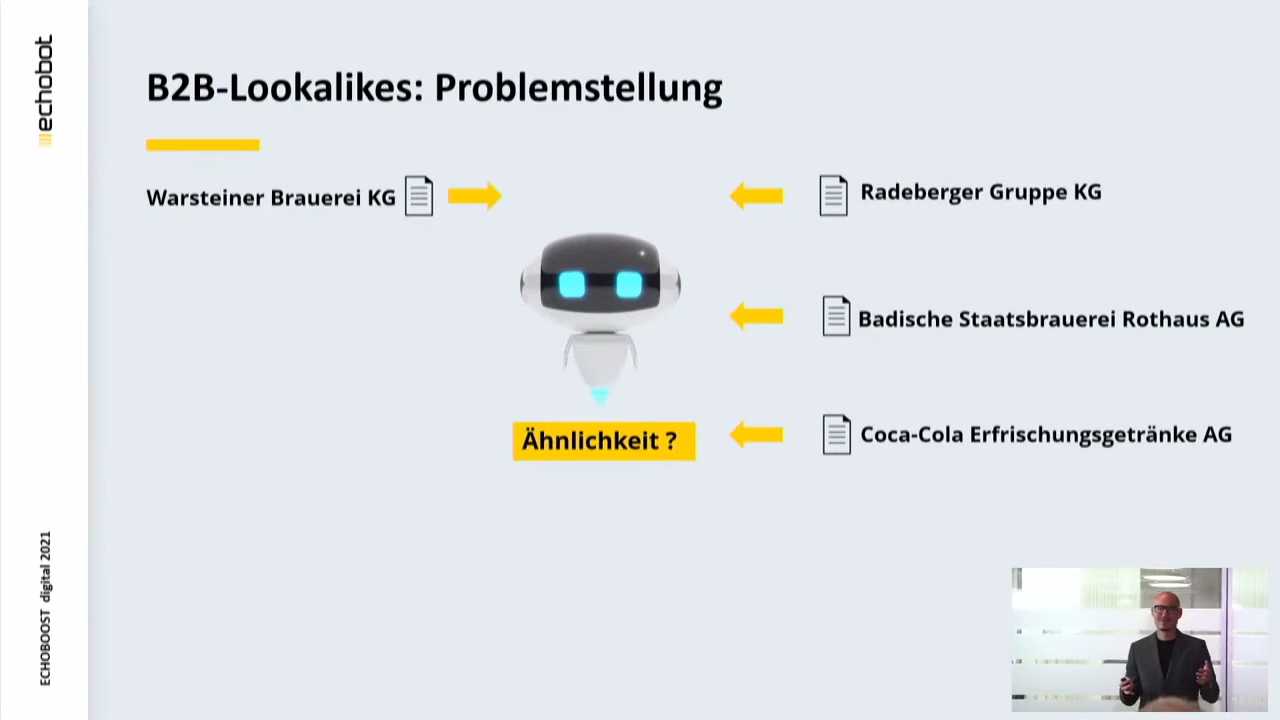 echobot
B2B-Lookalikes: Problemstellung
Warsteiner Brauerei KG
Radeberger Gruppe KG
Badische Staatsbrauerei Rothaus AG
Coca-Cola Erfrischungsgetränke AG
Ähnlichkeit ?
ECHOBOOST digital 2021